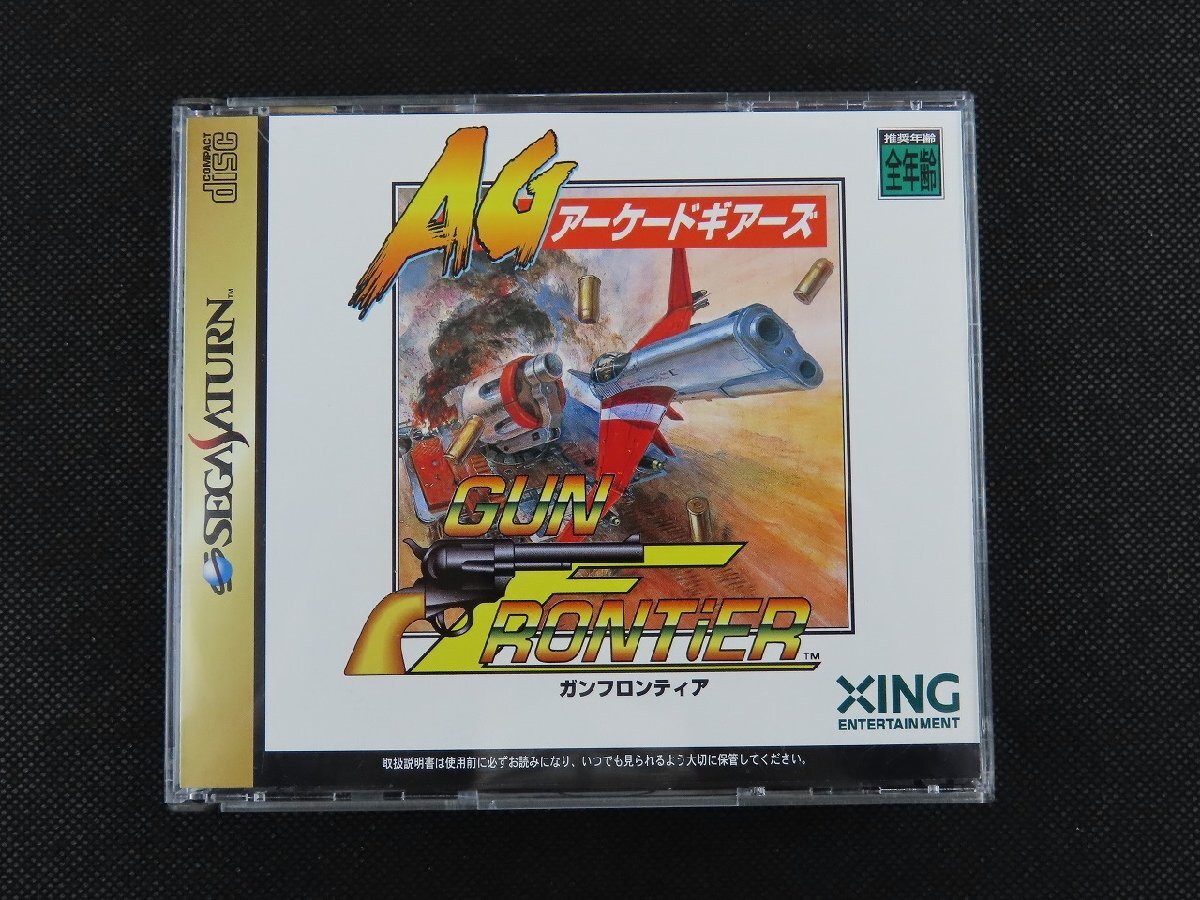 COMPACT
disc
SEGA SATURN™
AG
アーケードギアーズ
推奨年齢
全年齢
GUN
FRONTiER™
ガンフロンティア
XING
ENTERTAINMENT
取扱説明書は使用前に必ずお読みになり、いつでも見られるよう大切に保管してください。